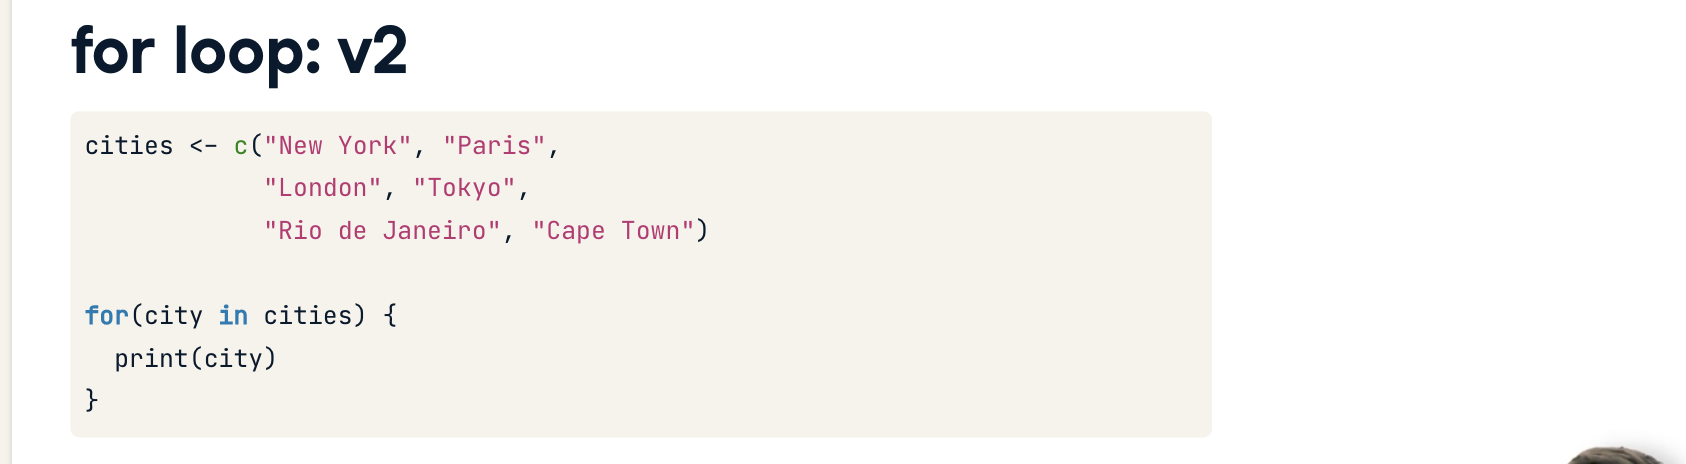 for loop: v2
cities <- c("New York", "Paris",
"London", "Tokyo",
"Rio de Janeiro", "Cape Town")
for(city in cities) {
print(city)
}